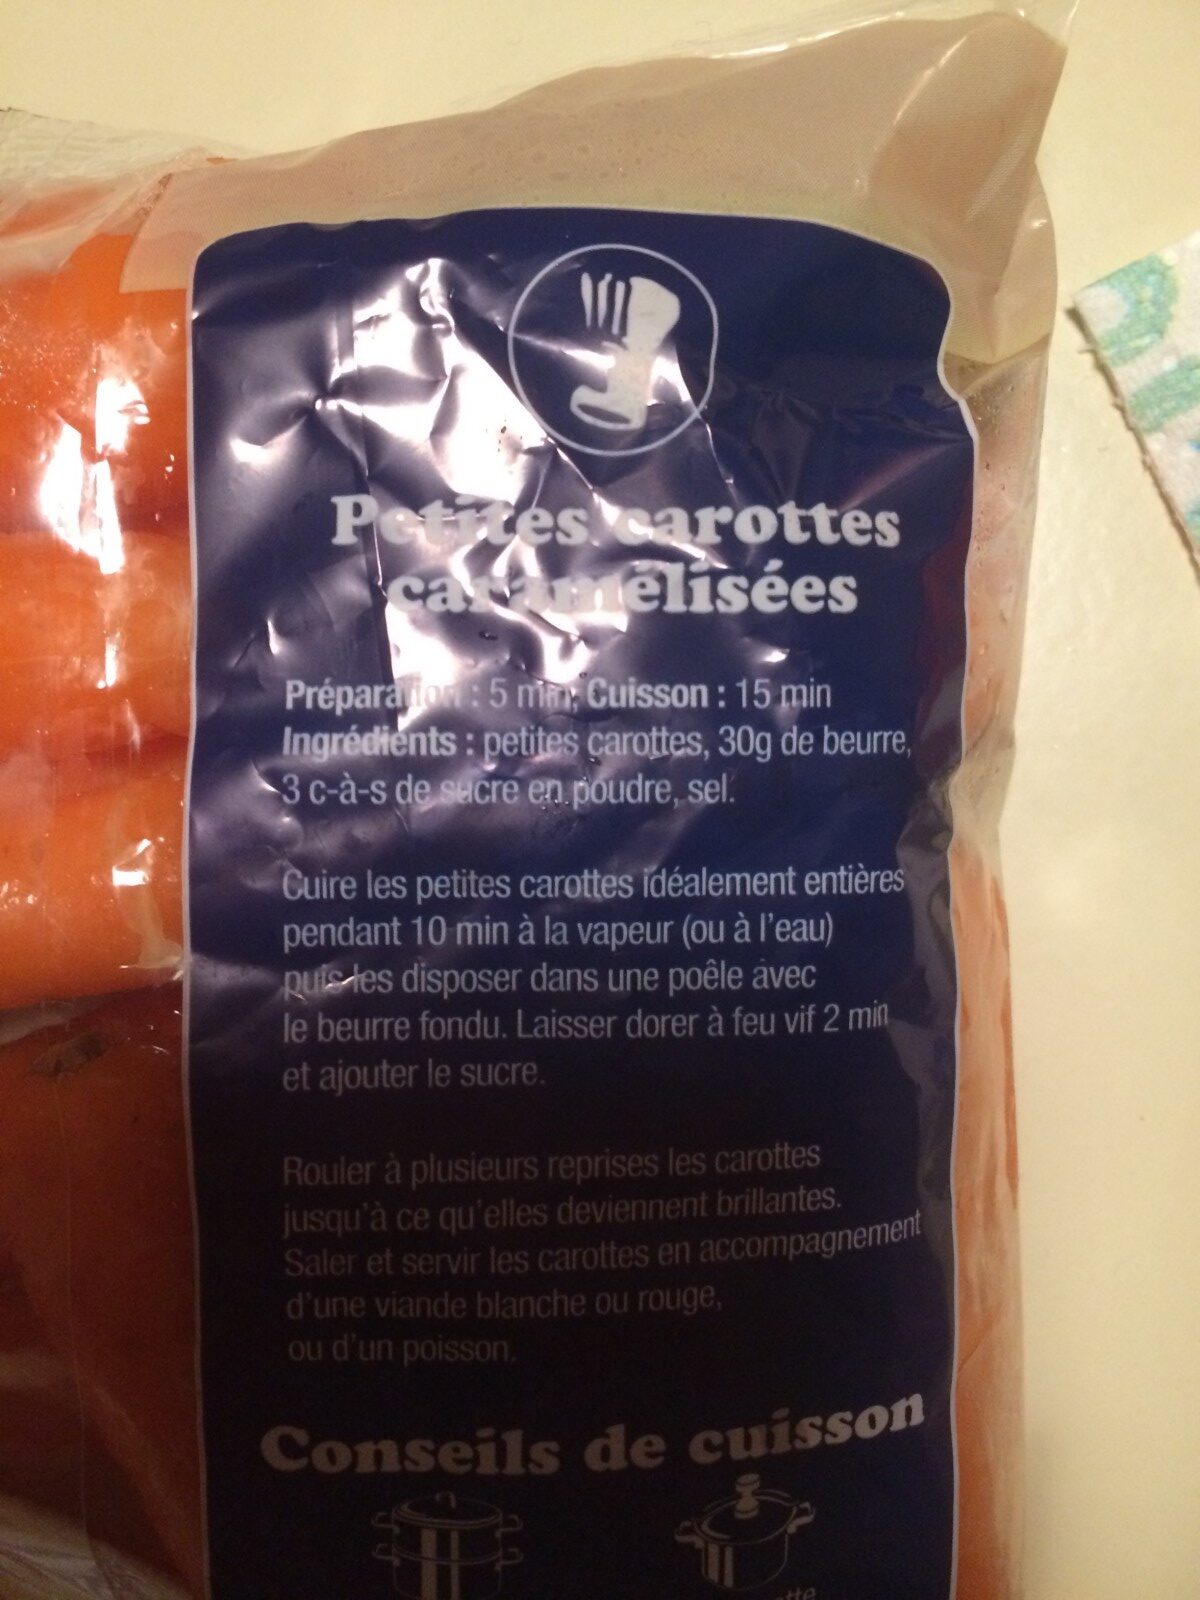 Petites carottes
caramélisées
Préparation : 5 min, Cuisson : 15 min
Ingrédients : petites carottes, 30g de beurre,
3 c-à-s de sucre en poudre, sel.
Cuire les petites carottes idéalement entières
pendant 10 min à la vapeur (ou à l'eau)
puis les disposer dans une poêle avec
le beurre fondu. Laisser dorer à feu vif 2 min
et ajouter le sucre.
Rouler à plusieurs reprises les carottes
jusqu'à ce qu'elles deviennent brillantes.
Saler et servir les carottes en accompagnement
d'une viande blanche ou rouge,
ou d'un poisson.
Conseils de cuisson